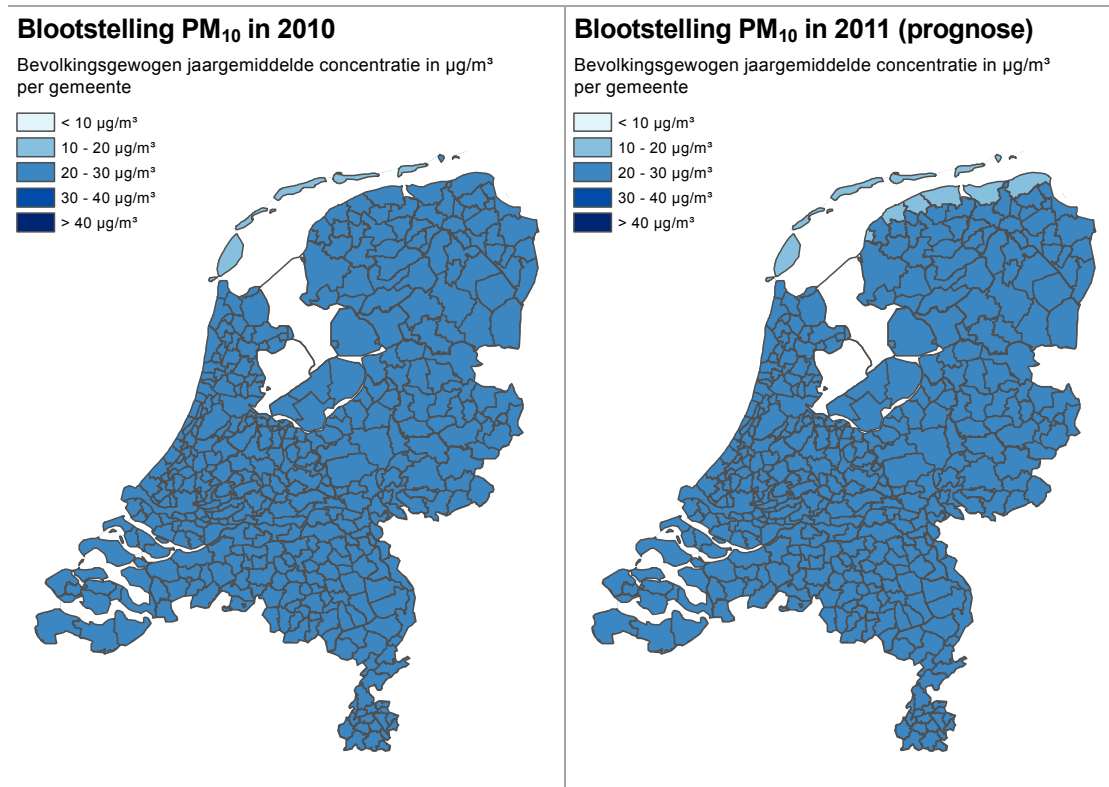 Blootstelling PM₁₀ in 2010
Bevolkingsgewogen jaargemiddelde concentratie in µg/m³
per gemeente
< 10 µg/m³
10 - 20 µg/m³
20 - 30 µg/m³
30 - 40 µg/m³
> 40 µg/m³
Blootstelling PM₁₀ in 2011 (prognose)
Bevolkingsgewogen jaargemiddelde concentratie in µg/m³
per gemeente
< 10 µg/m³
10 - 20 µg/m³
20 - 30 µg/m³
30 - 40 µg/m³
> 40 µg/m³